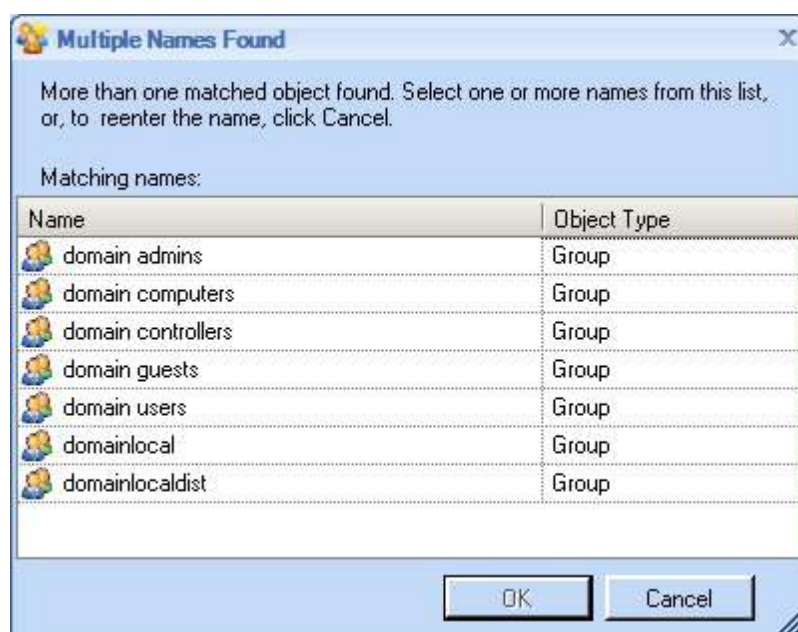 Multiple Names Found
More than one matched object found. Select one or more names from this list,
or, to reenter the name, click Cancel.
Matching names:
Name Object Type
domain admins Group
domain computers Group
domain controllers Group
domain guests Group
domain users Group
domainlocal Group
domainlocaldist Group
OK Cancel